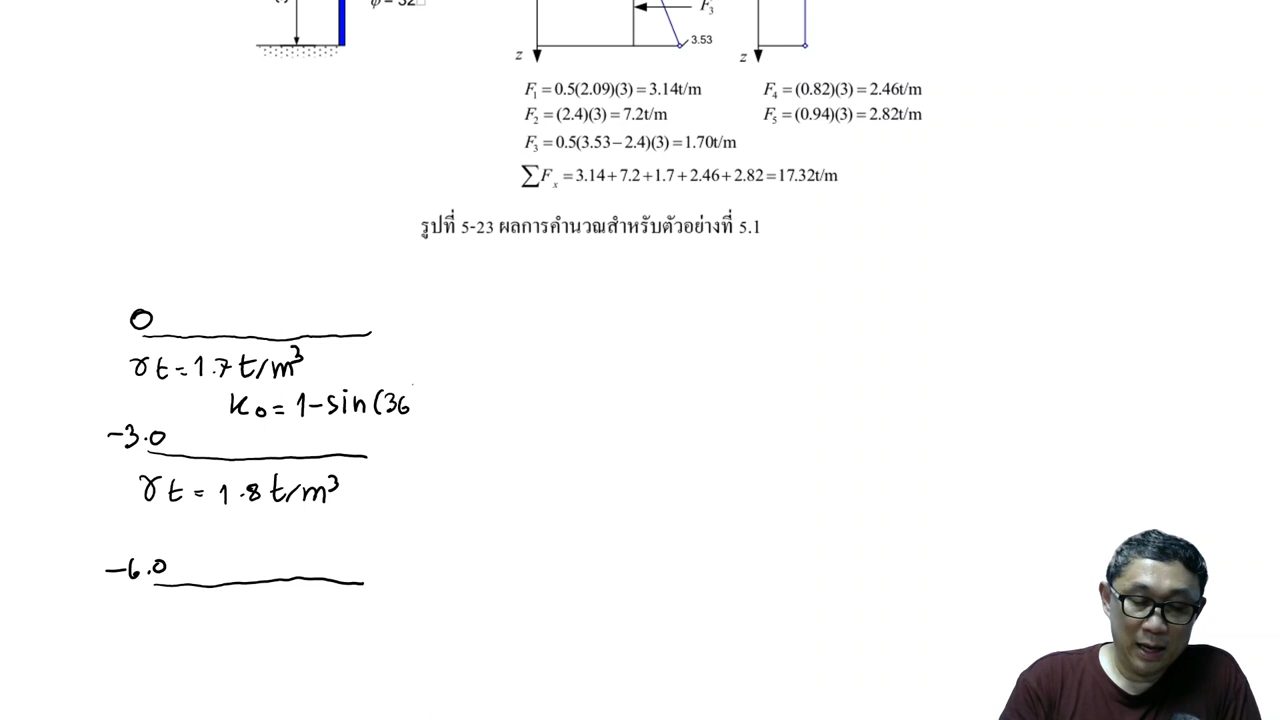 F₃
3.53
z
z
F₁ = 0.5(2.09)(3) = 3.14t/m
F₄ = (0.82)(3) = 2.46t/m
F₂ = (2.4)(3) = 7.2t/m
F₅ = (0.94)(3) = 2.82t/m
F₃ = 0.5(3.53−2.4)(3) = 1.70t/m
∑Fₓ = 3.14+7.2+1.7+2.46+2.82 = 17.32t/m
รูปที่ 5-23 ผลการคำนวณสำหรับตัวอย่างที่ 5.1
0
γt = 1.7 t/m³
K₀ = 1-sin(36
-3.0
γt = 1.8 t/m³
-6.0